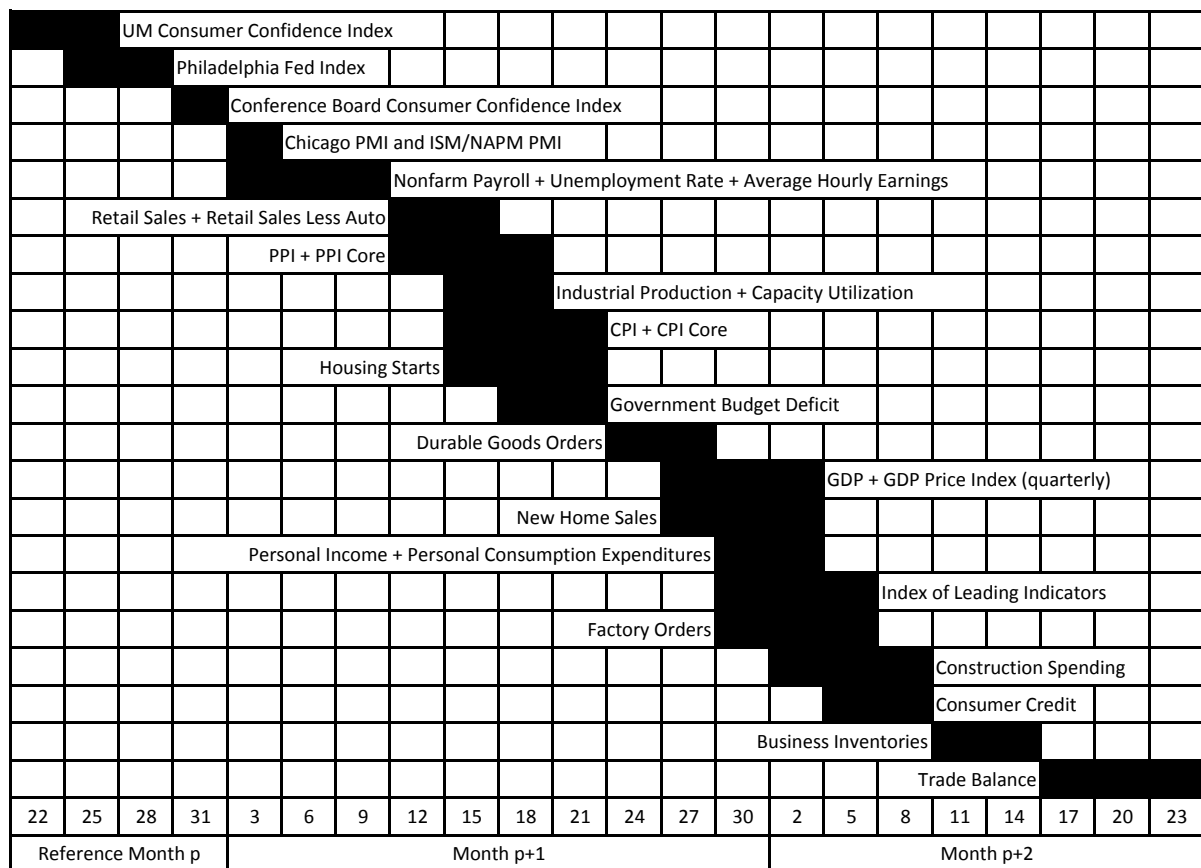 UM Consumer Confidence Index
Philadelphia Fed Index
Conference Board Consumer Confidence Index
Chicago PMI and ISM/NAPM PMI
Nonfarm Payroll + Unemployment Rate + Average Hourly Earnings
Retail Sales + Retail Sales Less Auto
PPI + PPI Core
Industrial Production + Capacity Utilization
CPI + CPI Core
Housing Starts
Government Budget Deficit
Durable Goods Orders
GDP + GDP Price Index (quarterly)
New Home Sales
Personal Income + Personal Consumption Expenditures
Index of Leading Indicators
Factory Orders
Construction Spending
Consumer Credit
Business Inventories
Trade Balance
22 25 28 31 3 6 9 12 15 18 21 24 27 30 2 5 8 11 14 17 20 23
Reference Month p Month p+1 Month p+2